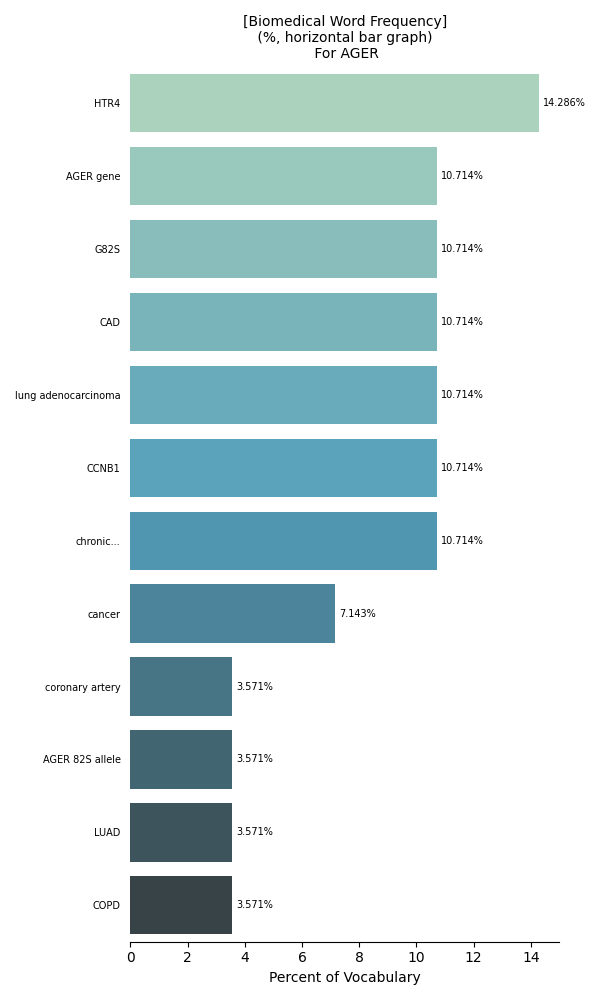 [Biomedical Word Frequency]
(%, horizontal bar graph)
For AGER
HTR4
14.286%
AGER gene
10.714%
G82S
10.714%
CAD
10.714%
lung adenocarcinoma
10.714%
CCNB1
10.714%
chronic...
10.714%
cancer
7.143%
coronary artery
3.571%
AGER 82S allele
3.571%
LUAD
3.571%
COPD
3.571%
0 2 4 6 8 10 12 14
Percent of Vocabulary